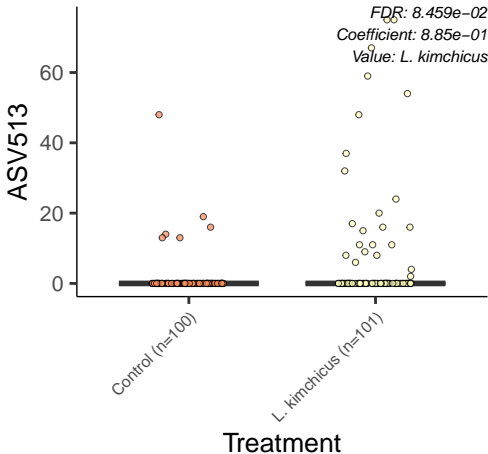 FDR: 8.459e−02
Coefficient: 8.85e−01
Value: L. kimchicus
ASV513
60
40
20
0
Control (n=100)
L. kimchicus (n=101)
Treatment